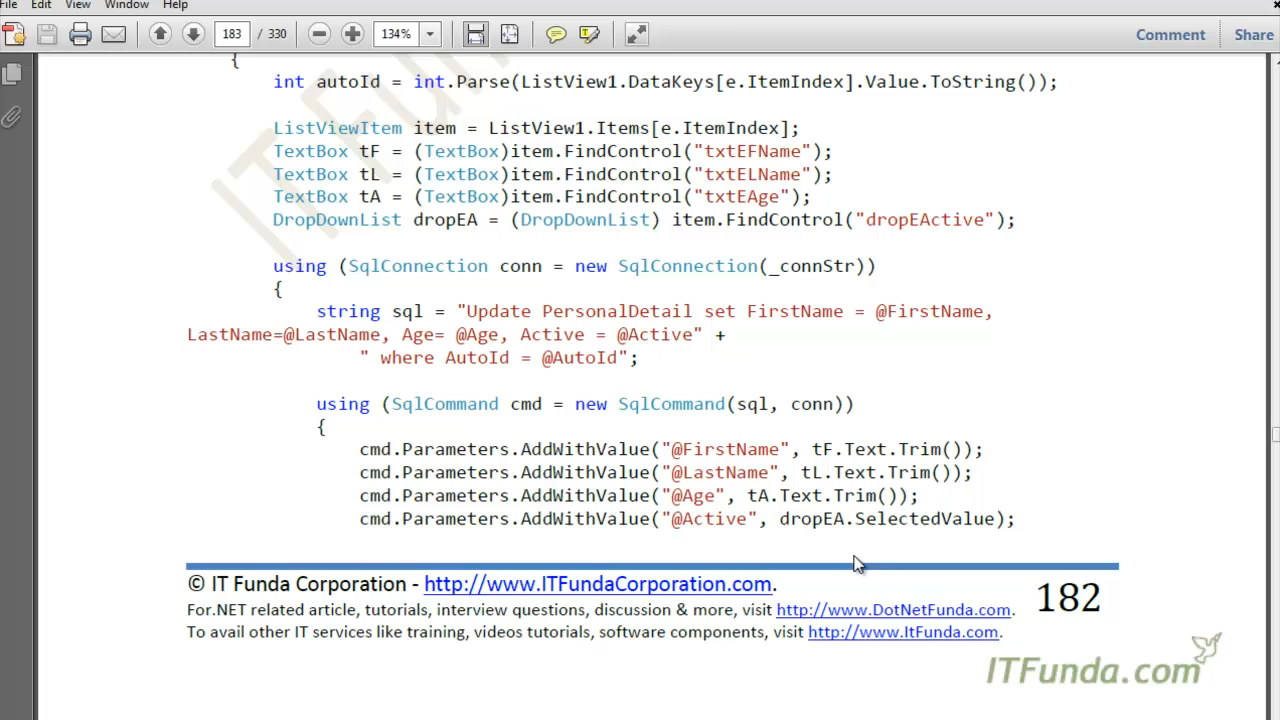 File Edit View Window Help
183 / 330 134% Comment Share
{
int autoId = int.Parse(ListView1.DataKeys[e.ItemIndex].Value.ToString());
ListViewItem item = ListView1.Items[e.ItemIndex];
TextBox tF = (TextBox)item.FindControl("txtEFName");
TextBox tL = (TextBox)item.FindControl("txtELName");
TextBox tA = (TextBox)item.FindControl("txtEAge");
DropDownList dropEA = (DropDownList) item.FindControl("dropEActive");
using (SqlConnection conn = new SqlConnection(_connStr))
{
string sql = "Update PersonalDetail set FirstName = @FirstName,
LastName=@LastName, Age= @Age, Active = @Active" +
" where AutoId = @AutoId";
using (SqlCommand cmd = new SqlCommand(sql, conn))
{
cmd.Parameters.AddWithValue("@FirstName", tF.Text.Trim());
cmd.Parameters.AddWithValue("@LastName", tL.Text.Trim());
cmd.Parameters.AddWithValue("@Age", tA.Text.Trim());
cmd.Parameters.AddWithValue("@Active", dropEA.SelectedValue);
© IT Funda Corporation - http://www.ITFundaCorporation.com.
For.NET related article, tutorials, interview questions, discussion & more, visit http://www.DotNetFunda.com.
To avail other IT services like training, videos tutorials, software components, visit http://www.ItFunda.com.
182
ITFunda.com
IT Fun